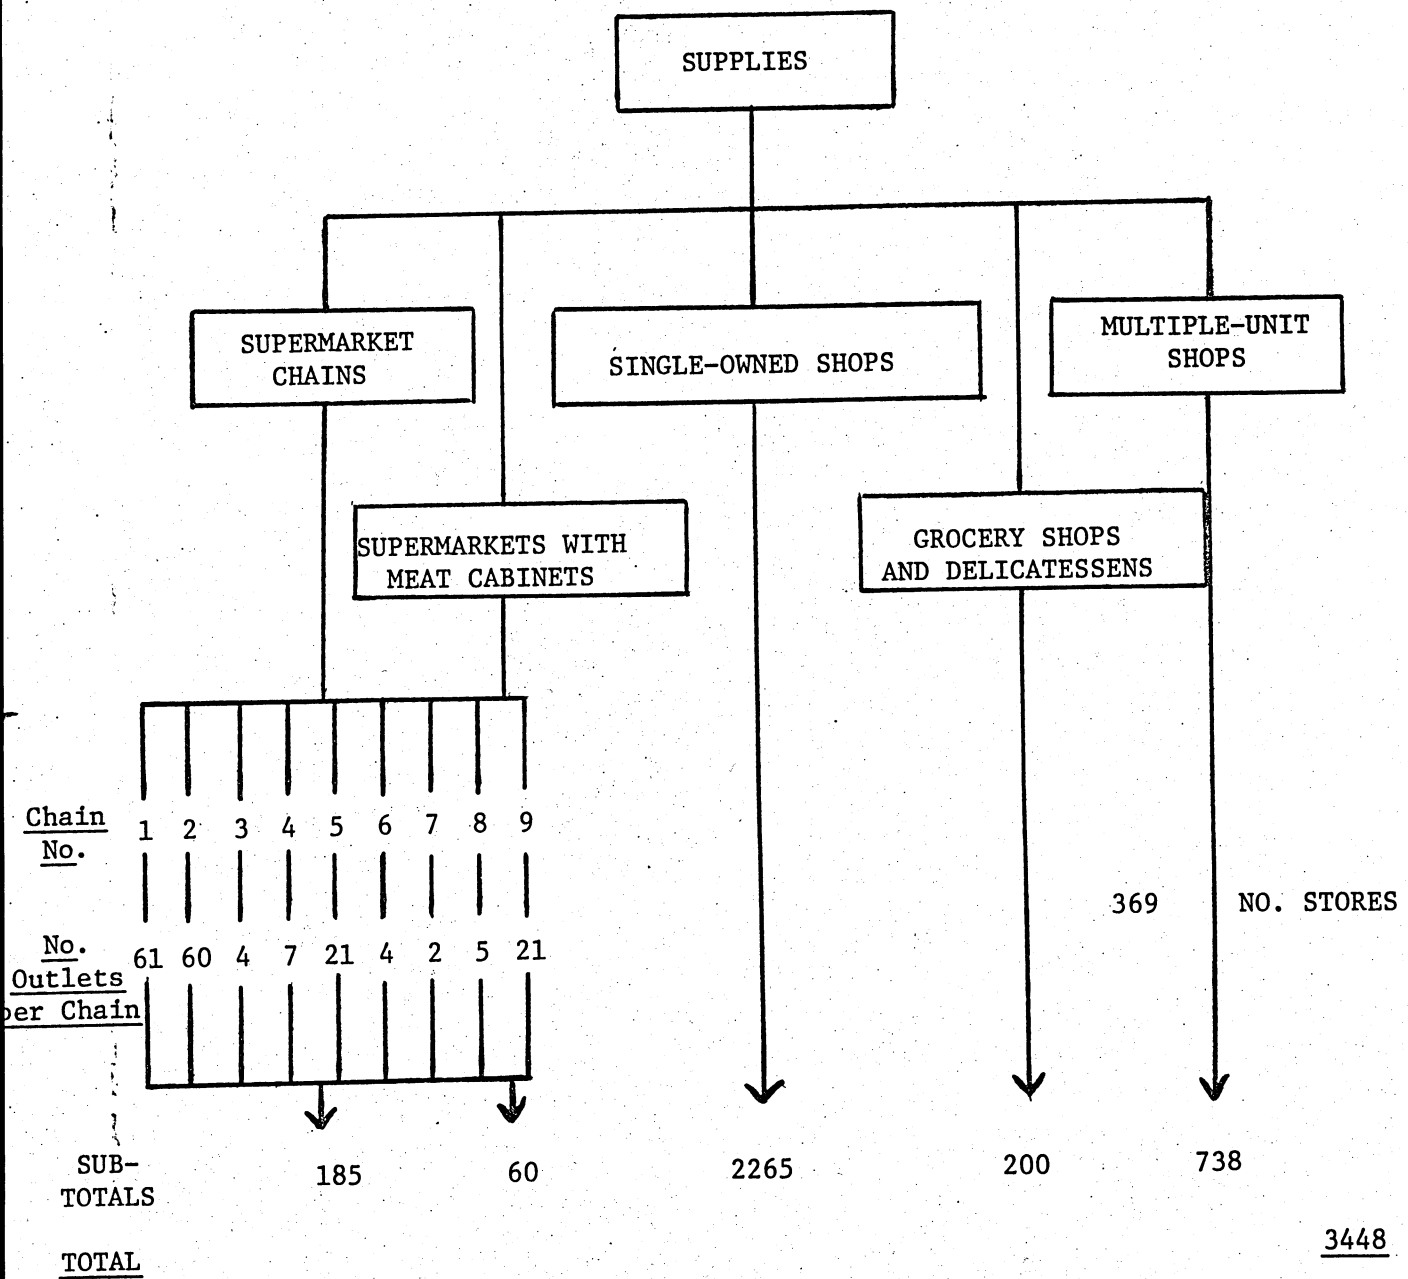 SUPPLIES
SUPERMARKET
CHAINS
SINGLE-OWNED SHOPS
MULTIPLE-UNIT
SHOPS
SUPERMARKETS WITH
MEAT CABINETS
GROCERY SHOPS
AND DELICATESSENS
Chain
No.
1 2 3 4 5 6 7 8 9
369 NO. STORES
No.
Outlets
per Chain
61 60 4 7 21 4 2 5 21
SUB-
TOTALS
185 60 2265 200 738
TOTAL
3448